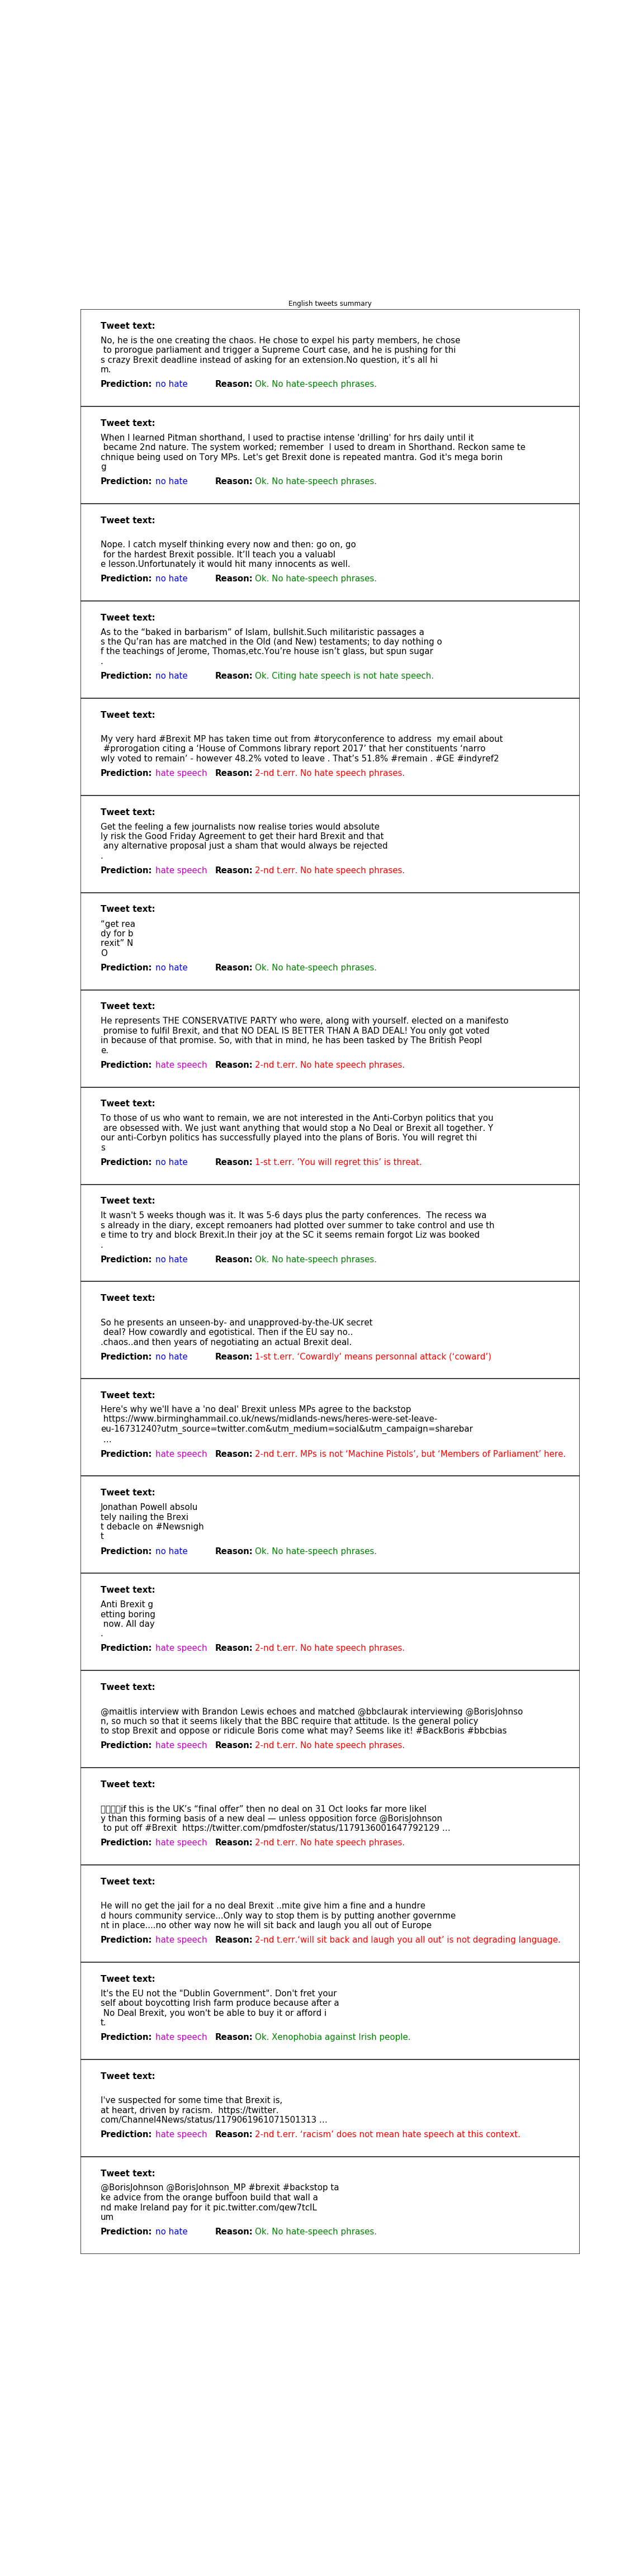 English tweets summary
Tweet text:
No, he is the one creating the chaos. He chose to expel his party members, he chose
to prorogue parliament and trigger a Supreme Court case, and he is pushing for thi
s crazy Brexit deadline instead of asking for an extension.No question, it’s all hi
m.
Prediction: no hate Reason: Ok. No hate-speech phrases.
Tweet text:
When I learned Pitman shorthand, I used to practise intense 'drilling' for hrs daily until it
became 2nd nature. The system worked; remember  I used to dream in Shorthand. Reckon same te
chnique being used on Tory MPs. Let's get Brexit done is repeated mantra. God it's mega borin
g
Prediction: no hate Reason: Ok. No hate-speech phrases.
Tweet text:
Nope. I catch myself thinking every now and then: go on, go
for the hardest Brexit possible. It’ll teach you a valuabl
e lesson.Unfortunately it would hit many innocents as well.
Prediction: no hate Reason: Ok. No hate-speech phrases.
Tweet text:
As to the “baked in barbarism” of Islam, bullshit.Such militaristic passages a
s the Qu’ran has are matched in the Old (and New) testaments; to day nothing o
f the teachings of Jerome, Thomas,etc.You’re house isn’t glass, but spun sugar
.
Prediction: no hate Reason: Ok. Citing hate speech is not hate speech.
Tweet text:
My very hard #Brexit MP has taken time out from #toryconference to address  my email about
#prorogation citing a ‘House of Commons library report 2017’ that her constituents ‘narro
wly voted to remain’ - however 48.2% voted to leave . That’s 51.8% #remain . #GE #indyref2
Prediction: hate speech Reason: 2-nd t.err. No hate speech phrases.
Tweet text:
Get the feeling a few journalists now realise tories would absolute
ly risk the Good Friday Agreement to get their hard Brexit and that
any alternative proposal just a sham that would always be rejected
.
Prediction: hate speech Reason: 2-nd t.err. No hate speech phrases.
Tweet text:
“get rea
dy for b
rexit” N
O
Prediction: no hate Reason: Ok. No hate-speech phrases.
Tweet text:
He represents THE CONSERVATIVE PARTY who were, along with yourself. elected on a manifesto
promise to fulfil Brexit, and that NO DEAL IS BETTER THAN A BAD DEAL! You only got voted
in because of that promise. So, with that in mind, he has been tasked by The British Peopl
e.
Prediction: hate speech Reason: 2-nd t.err. No hate speech phrases.
Tweet text:
To those of us who want to remain, we are not interested in the Anti-Corbyn politics that you
are obsessed with. We just want anything that would stop a No Deal or Brexit all together. Y
our anti-Corbyn politics has successfully played into the plans of Boris. You will regret thi
s
Prediction: no hate Reason: 1-st t.err. ‘You will regret this’ is threat.
Tweet text:
It wasn't 5 weeks though was it. It was 5-6 days plus the party conferences.  The recess wa
s already in the diary, except remoaners had plotted over summer to take control and use th
e time to try and block Brexit.In their joy at the SC it seems remain forgot Liz was booked
.
Prediction: no hate Reason: Ok. No hate-speech phrases.
Tweet text:
So he presents an unseen-by- and unapproved-by-the-UK secret
deal? How cowardly and egotistical. Then if the EU say no..
.chaos..and then years of negotiating an actual Brexit deal.
Prediction: no hate Reason: 1-st t.err. ‘Cowardly’ means personnal attack (‘coward’)
Tweet text:
Here's why we'll have a 'no deal' Brexit unless MPs agree to the backstop
https://www.birminghammail.co.uk/news/midlands-news/heres-were-set-leave-
eu-16731240?utm_source=twitter.com&utm_medium=social&utm_campaign=sharebar
…
Prediction: hate speech Reason: 2-nd t.err. MPs is not ‘Machine Pistols’, but ‘Members of Parliament’ here.
Tweet text:
Jonathan Powell absolu
tely nailing the Brexi
t debacle on #Newsnigh
t
Prediction: no hate Reason: Ok. No hate-speech phrases.
Tweet text:
Anti Brexit g
etting boring
now. All day
.
Prediction: hate speech Reason: 2-nd t.err. No hate speech phrases.
Tweet text:
@maitlis interview with Brandon Lewis echoes and matched @bbclaurak interviewing @BorisJohnso
n, so much so that it seems likely that the BBC require that attitude. Is the general policy
to stop Brexit and oppose or ridicule Boris come what may? Seems like it! #BackBoris #bbcbias
Prediction: hate speech Reason: 2-nd t.err. No hate speech phrases.
Tweet text:
if this is the UK’s “final offer” then no deal on 31 Oct looks far more likel
y than this forming basis of a new deal — unless opposition force @BorisJohnson
to put off #Brexit  https://twitter.com/pmdfoster/status/1179136001647792129 …
Prediction: hate speech Reason: 2-nd t.err. No hate speech phrases.
Tweet text:
He will no get the jail for a no deal Brexit ..mite give him a fine and a hundre
d hours community service...Only way to stop them is by putting another governme
nt in place....no other way now he will sit back and laugh you all out of Europe
Prediction: hate speech Reason: 2-nd t.err.‘will sit back and laugh you all out’ is not degrading language.
Tweet text:
It's the EU not the "Dublin Government". Don't fret your
self about boycotting Irish farm produce because after a
No Deal Brexit, you won't be able to buy it or afford i
t.
Prediction: hate speech Reason: Ok. Xenophobia against Irish people.
Tweet text:
I've suspected for some time that Brexit is,
at heart, driven by racism.  https://twitter.
com/Channel4News/status/1179061961071501313 …
Prediction: hate speech Reason: 2-nd t.err. ‘racism’ does not mean hate speech at this context.
Tweet text:
@BorisJohnson @BorisJohnson_MP #brexit #backstop ta
ke advice from the orange buffoon build that wall a
nd make Ireland pay for it pic.twitter.com/qew7tclL
um
Prediction: no hate Reason: Ok. No hate-speech phrases.